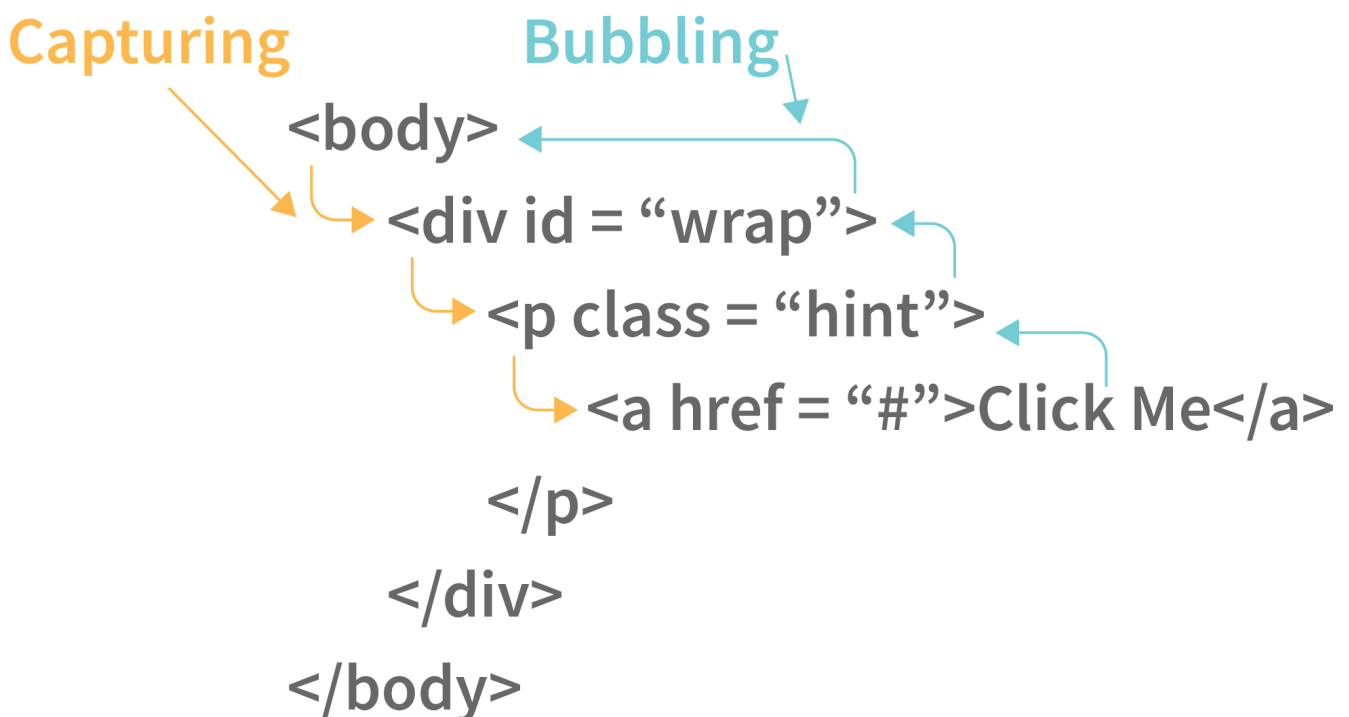 Capturing Bubbling
<body>
<div id = “wrap”>
<p class = “hint”>
<a href = “#”>Click Me</a>
</p>
</div>
</body>